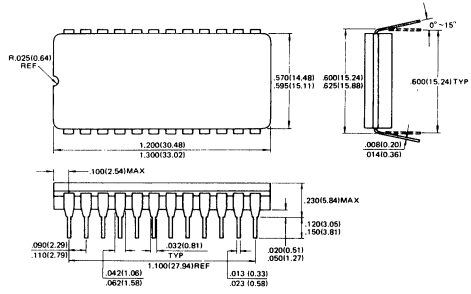 0°~15°
R.025(0.64)
REF
.570(14.48)
.595(15.11)
.600(15.24)
.625(15.88)
.600(15.24) TYP
1.200(30.48)
1.300(33.02)
.008(0.20)
.014(0.36)
.100(2.54)MAX
.230(5.84)MAX
.120(3.05)
.150(3.81)
.090(2.29)
.110(2.79)
.032(0.81)
TYP
.020(0.51)
.050(1.27)
1.100(27.94)REF
.042(1.06)
.062(1.58)
.013 (0.33)
.023 (0.58)